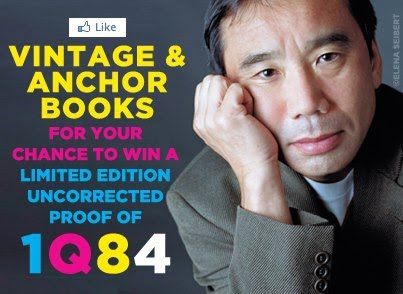 Like
VINTAGE &
ANCHOR
BOOKS
FOR YOUR
CHANCE TO WIN A
LIMITED EDITION
UNCORRECTED
PROOF OF
1Q84
©ELENA SEIBERT